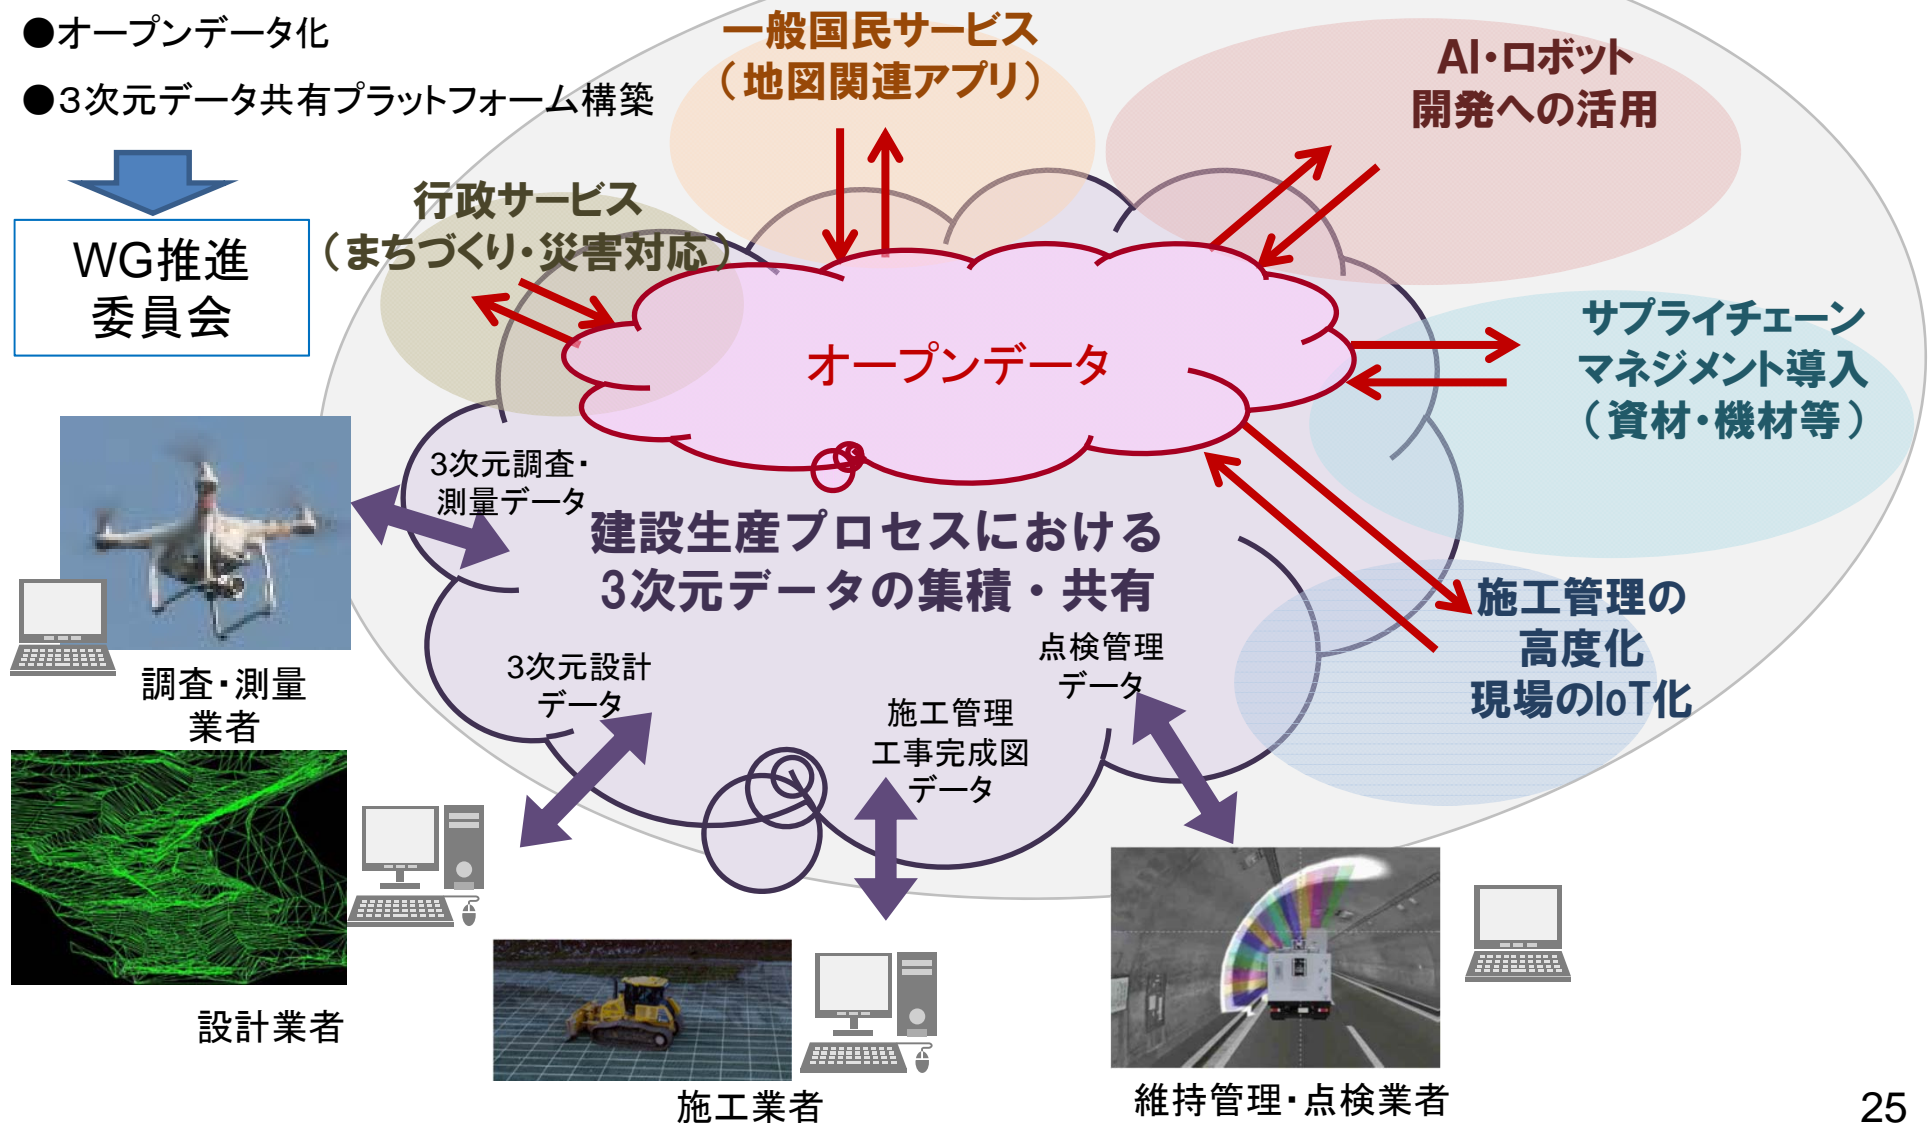 ●オープンデータ化
●3次元データ共有プラットフォーム構築
WG推進
委員会
一般国民サービス
（地図関連アプリ）
AI・ロボット
開発への活用
行政サービス
（まちづくり・災害対応）
サプライチェーン
マネジメント導入
（資材・機材等）
オープンデータ
3次元調査・
測量データ
建設生産プロセスにおける
3次元データの集積・共有
施工管理の
高度化
現場のIoT化
3次元設計
データ
点検管理
データ
施工管理
工事完成図
データ
調査・測量
業者
設計業者
施工業者
維持管理・点検業者
25